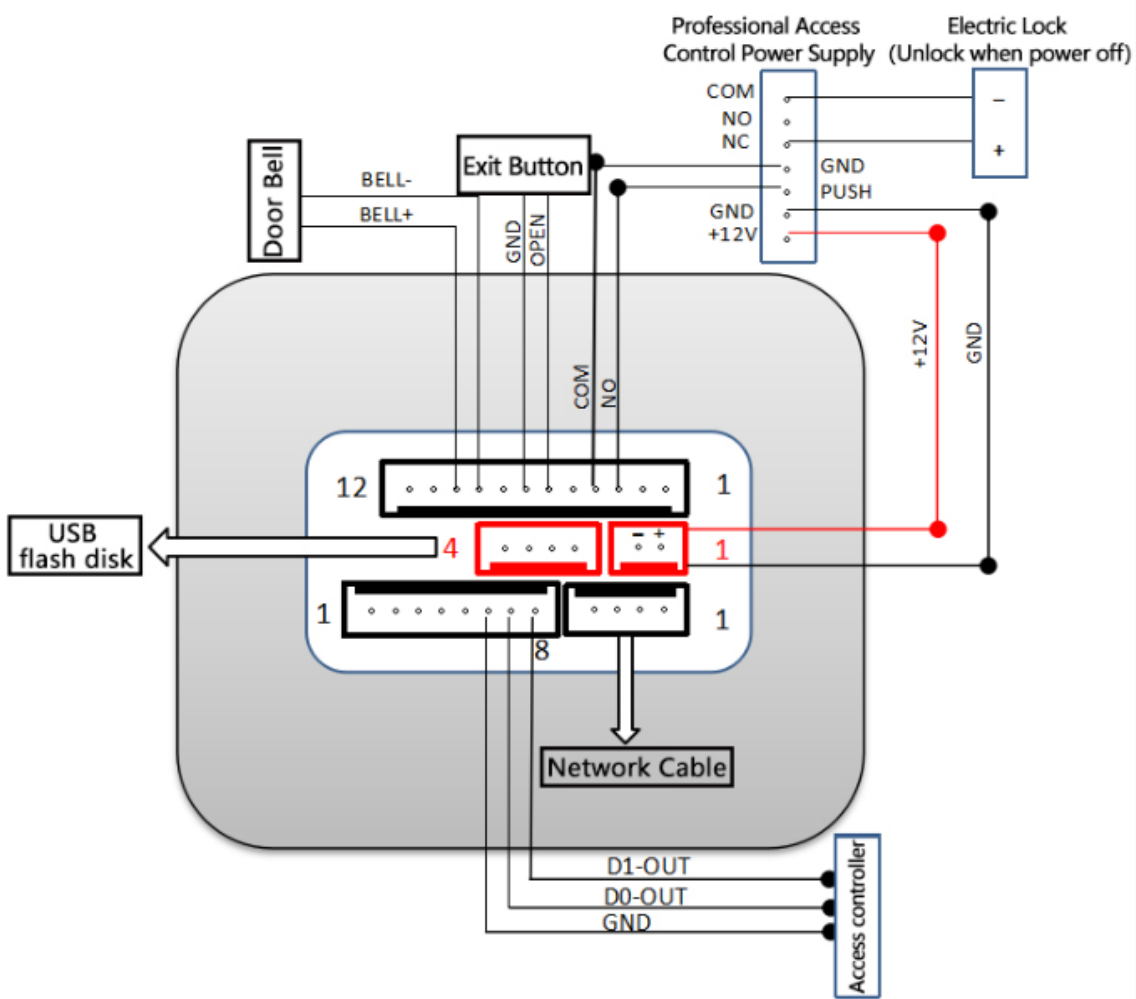 Professional Access
Control Power Supply
Electric Lock
(Unlock when power off)
COM
NO
NC
GND
PUSH
GND
+12V
−
+
Door Bell
BELL-
BELL+
Exit Button
GND
OPEN
COM
NO
+12V
GND
12
1
USB
flash disk
4
- +
1
1
8
1
Network Cable
D1-OUT
D0-OUT
GND
Access controller